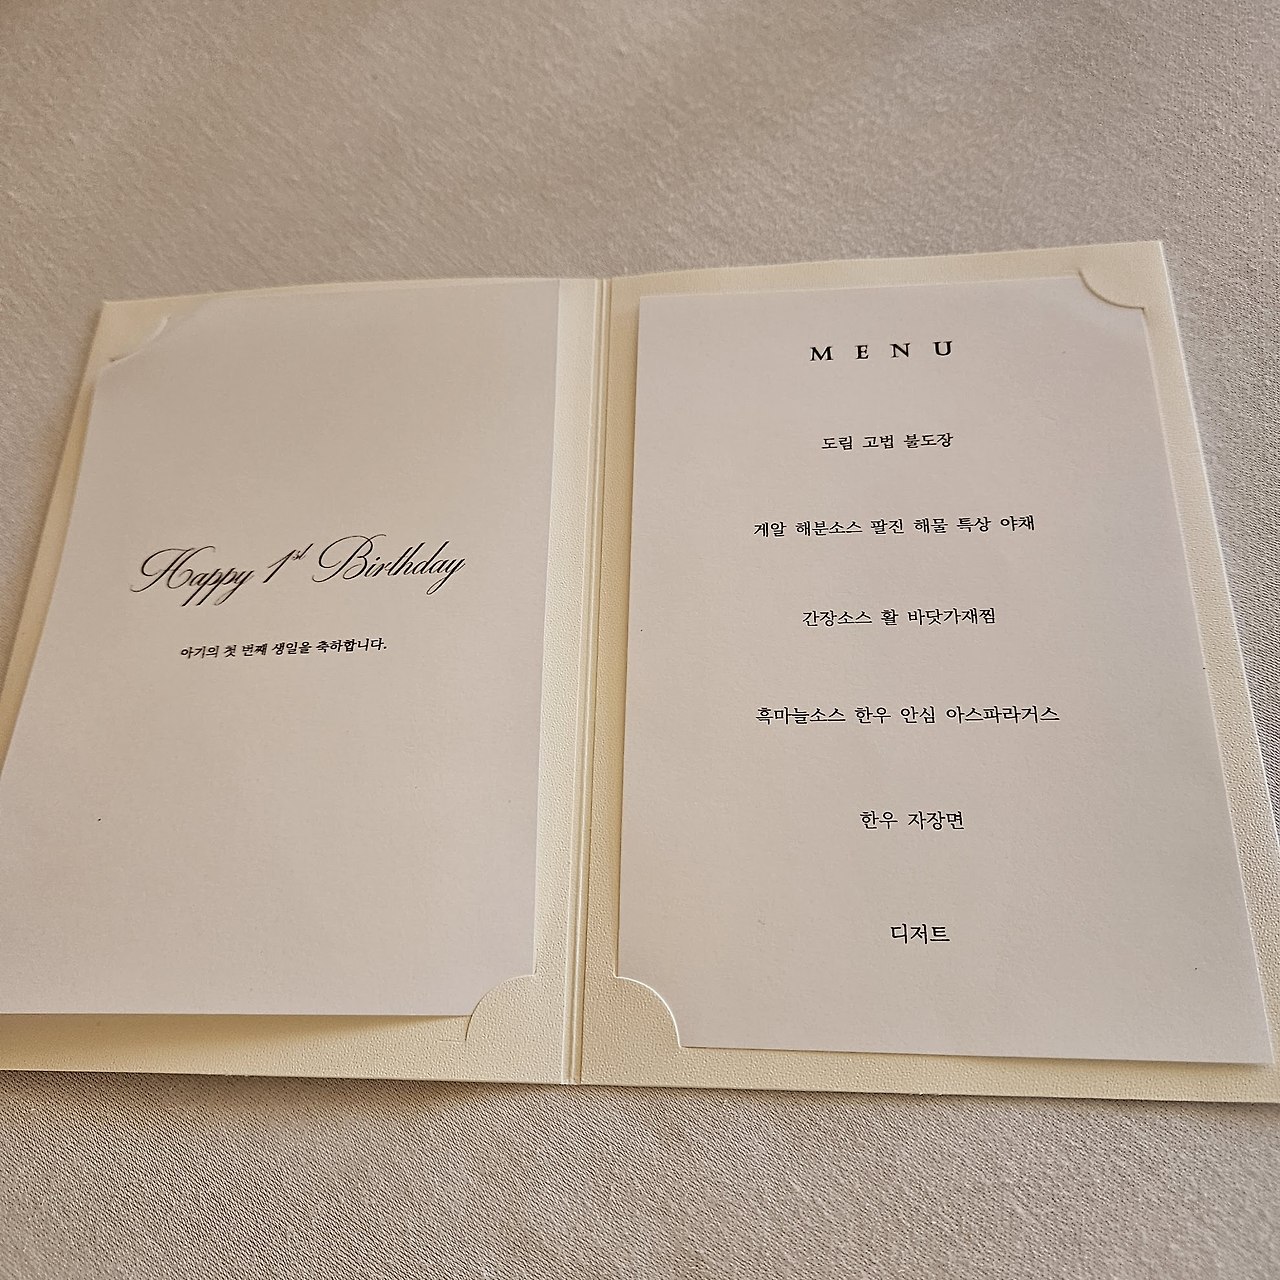 Happy 1st Birthday
아기의 첫 번째 생일을 축하합니다.
MENU
도림 고법 불도장
게알 해분소스 팔진 해물 특상 야채
간장소스 활 바닷가재찜
흑마늘소스 한우 안심 아스파라거스
한우 자장면
디저트